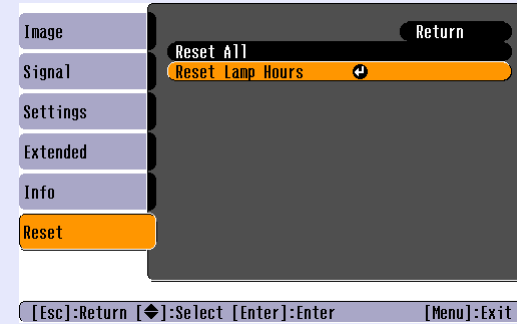 Image
Signal
Settings
Extended
Info
Reset
Return
Reset All
Reset Lamp Hours
[Esc]:Return [◆]:Select [Enter]:Enter [Menu]:Exit